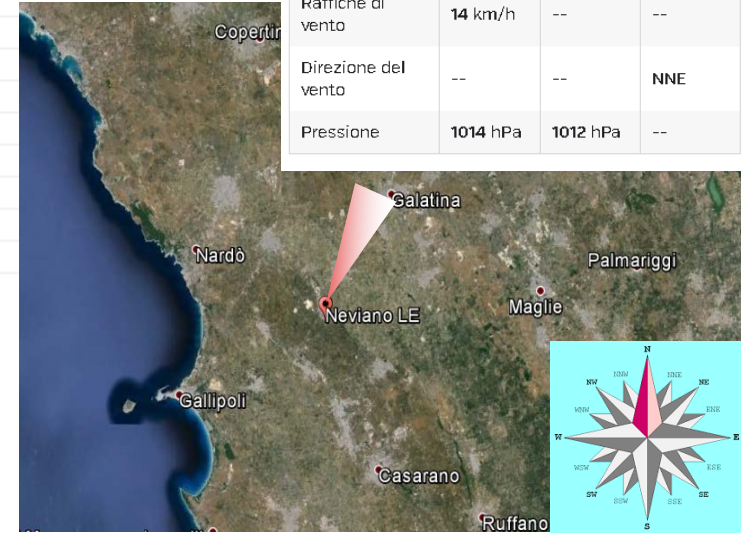 Raffiche di
vento
14 km/h
--
--
Direzione del
vento
--
--
NNE
Pressione
1014 hPa
1012 hPa
--
Galatina
Nardò
Palmariggi
Maglie
Neviano LE
Gallipoli
Casarano
Ruffano
N
NNW
NNE
NW
NE
WNW
ENE
W
E
WSW
ESE
SW
SE
SSW
SSE
S